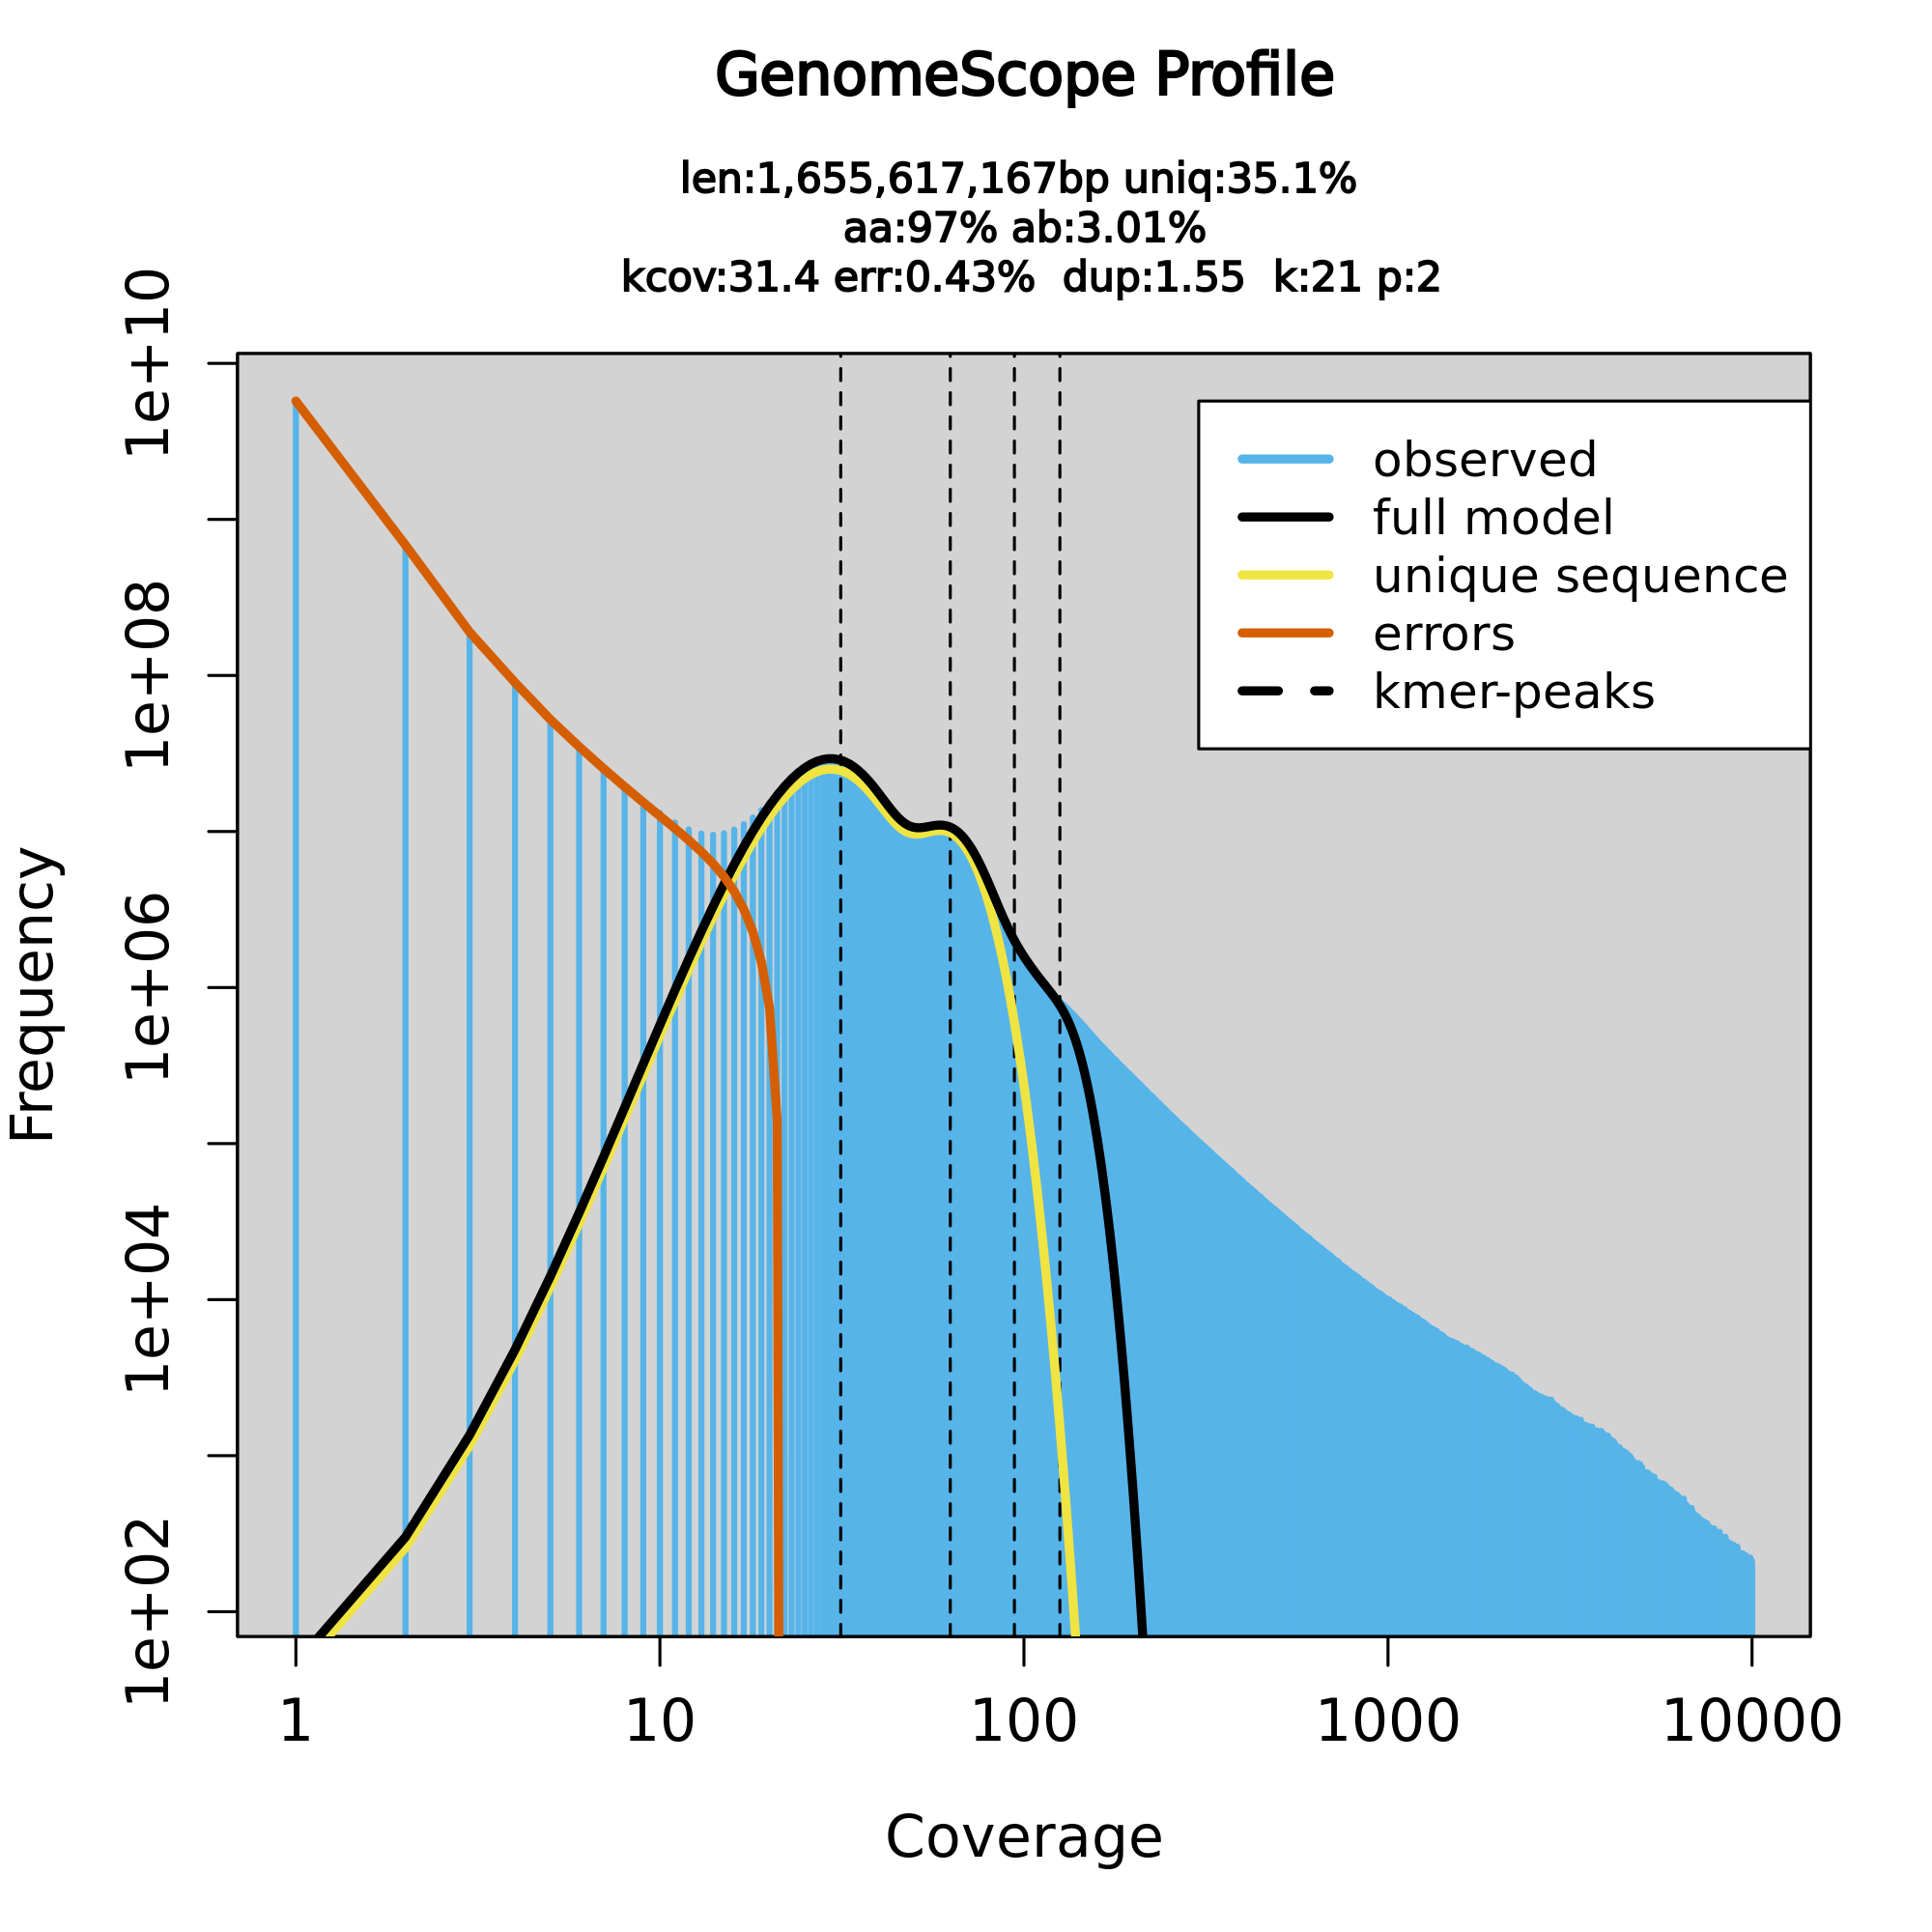 GenomeScope Profile
len:1,655,617,167bp uniq:35.1%
aa:97% ab:3.01%
kcov:31.4 err:0.43% dup:1.55 k:21 p:2
1e+10
1e+08
1e+06
1e+04
1e+02
Frequency
observed
full model
unique sequence
errors
kmer-peaks
1 10 100 1000 10000
Coverage